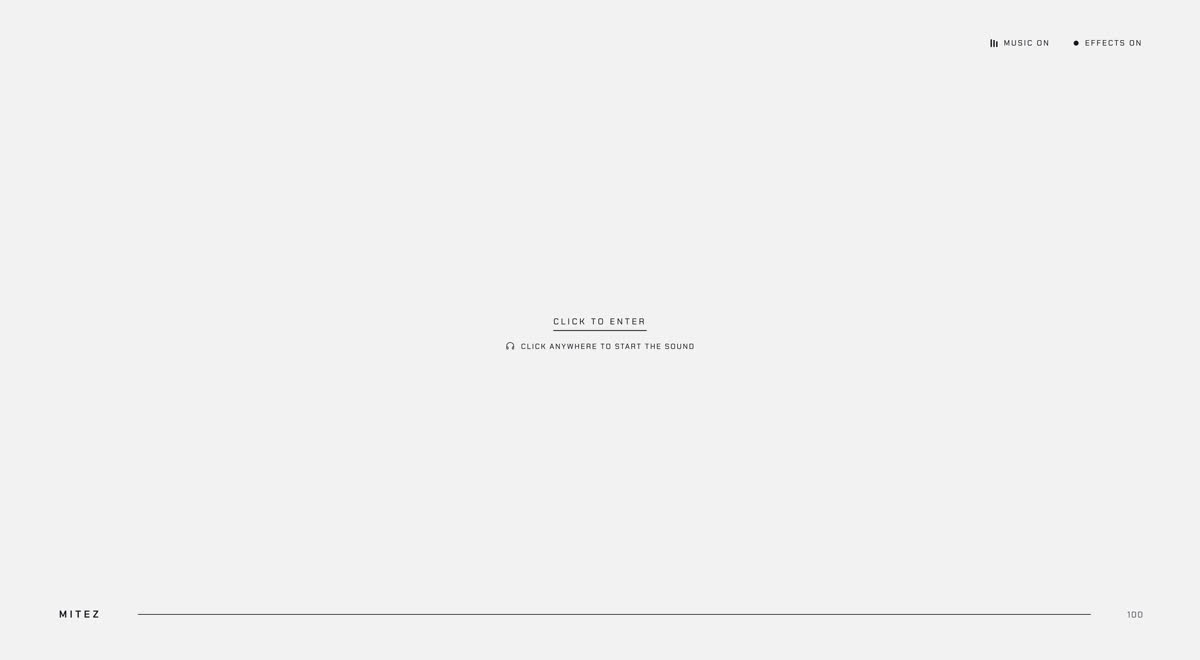 MUSIC ON EFFECTS ON
CLICK TO ENTER
CLICK ANYWHERE TO START THE SOUND
MITEZ 100